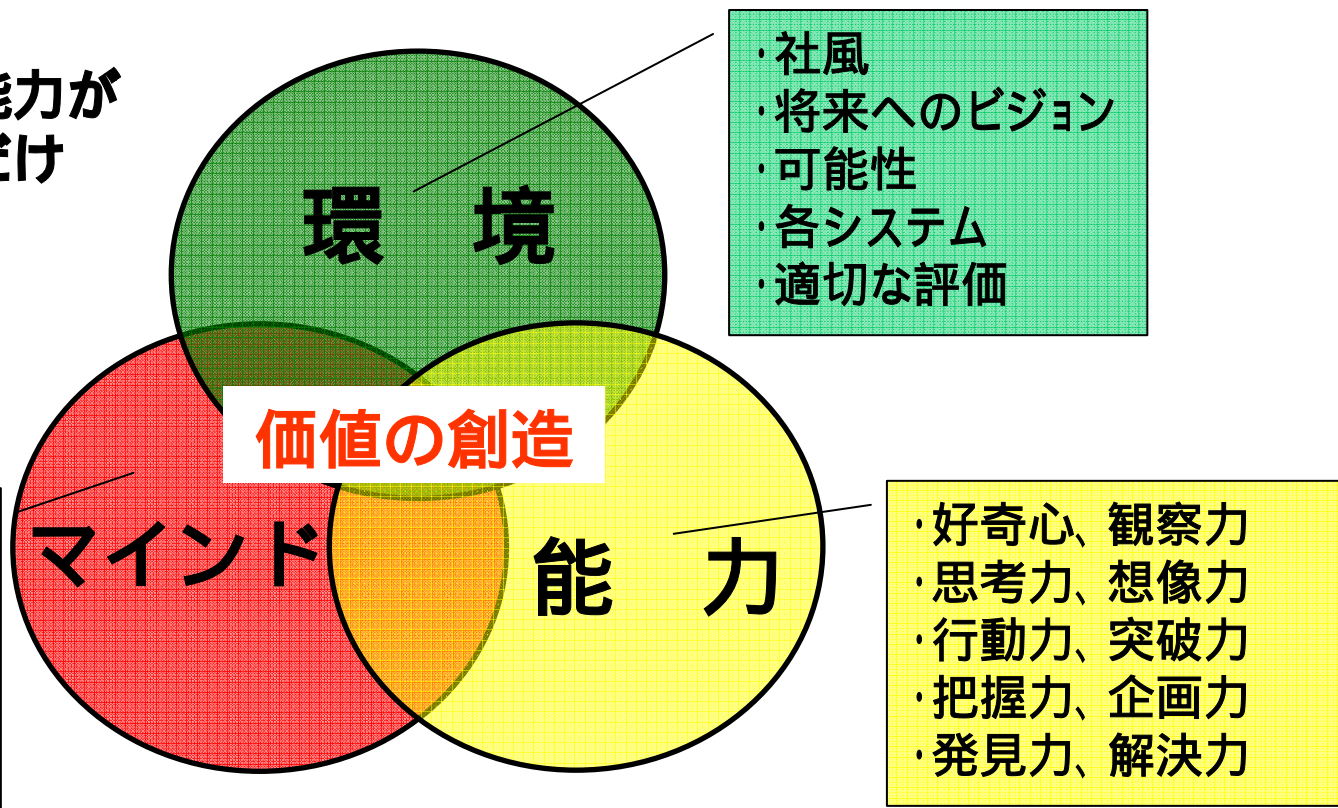 能力が
だけ
・社風
・将来へのビジョン
・可能性
・各システム
・適切な評価
環　境
価値の創造
マインド
能　力
・好奇心、観察力
・思考力、想像力
・行動力、突破力
・把握力、企画力
・発見力、解決力